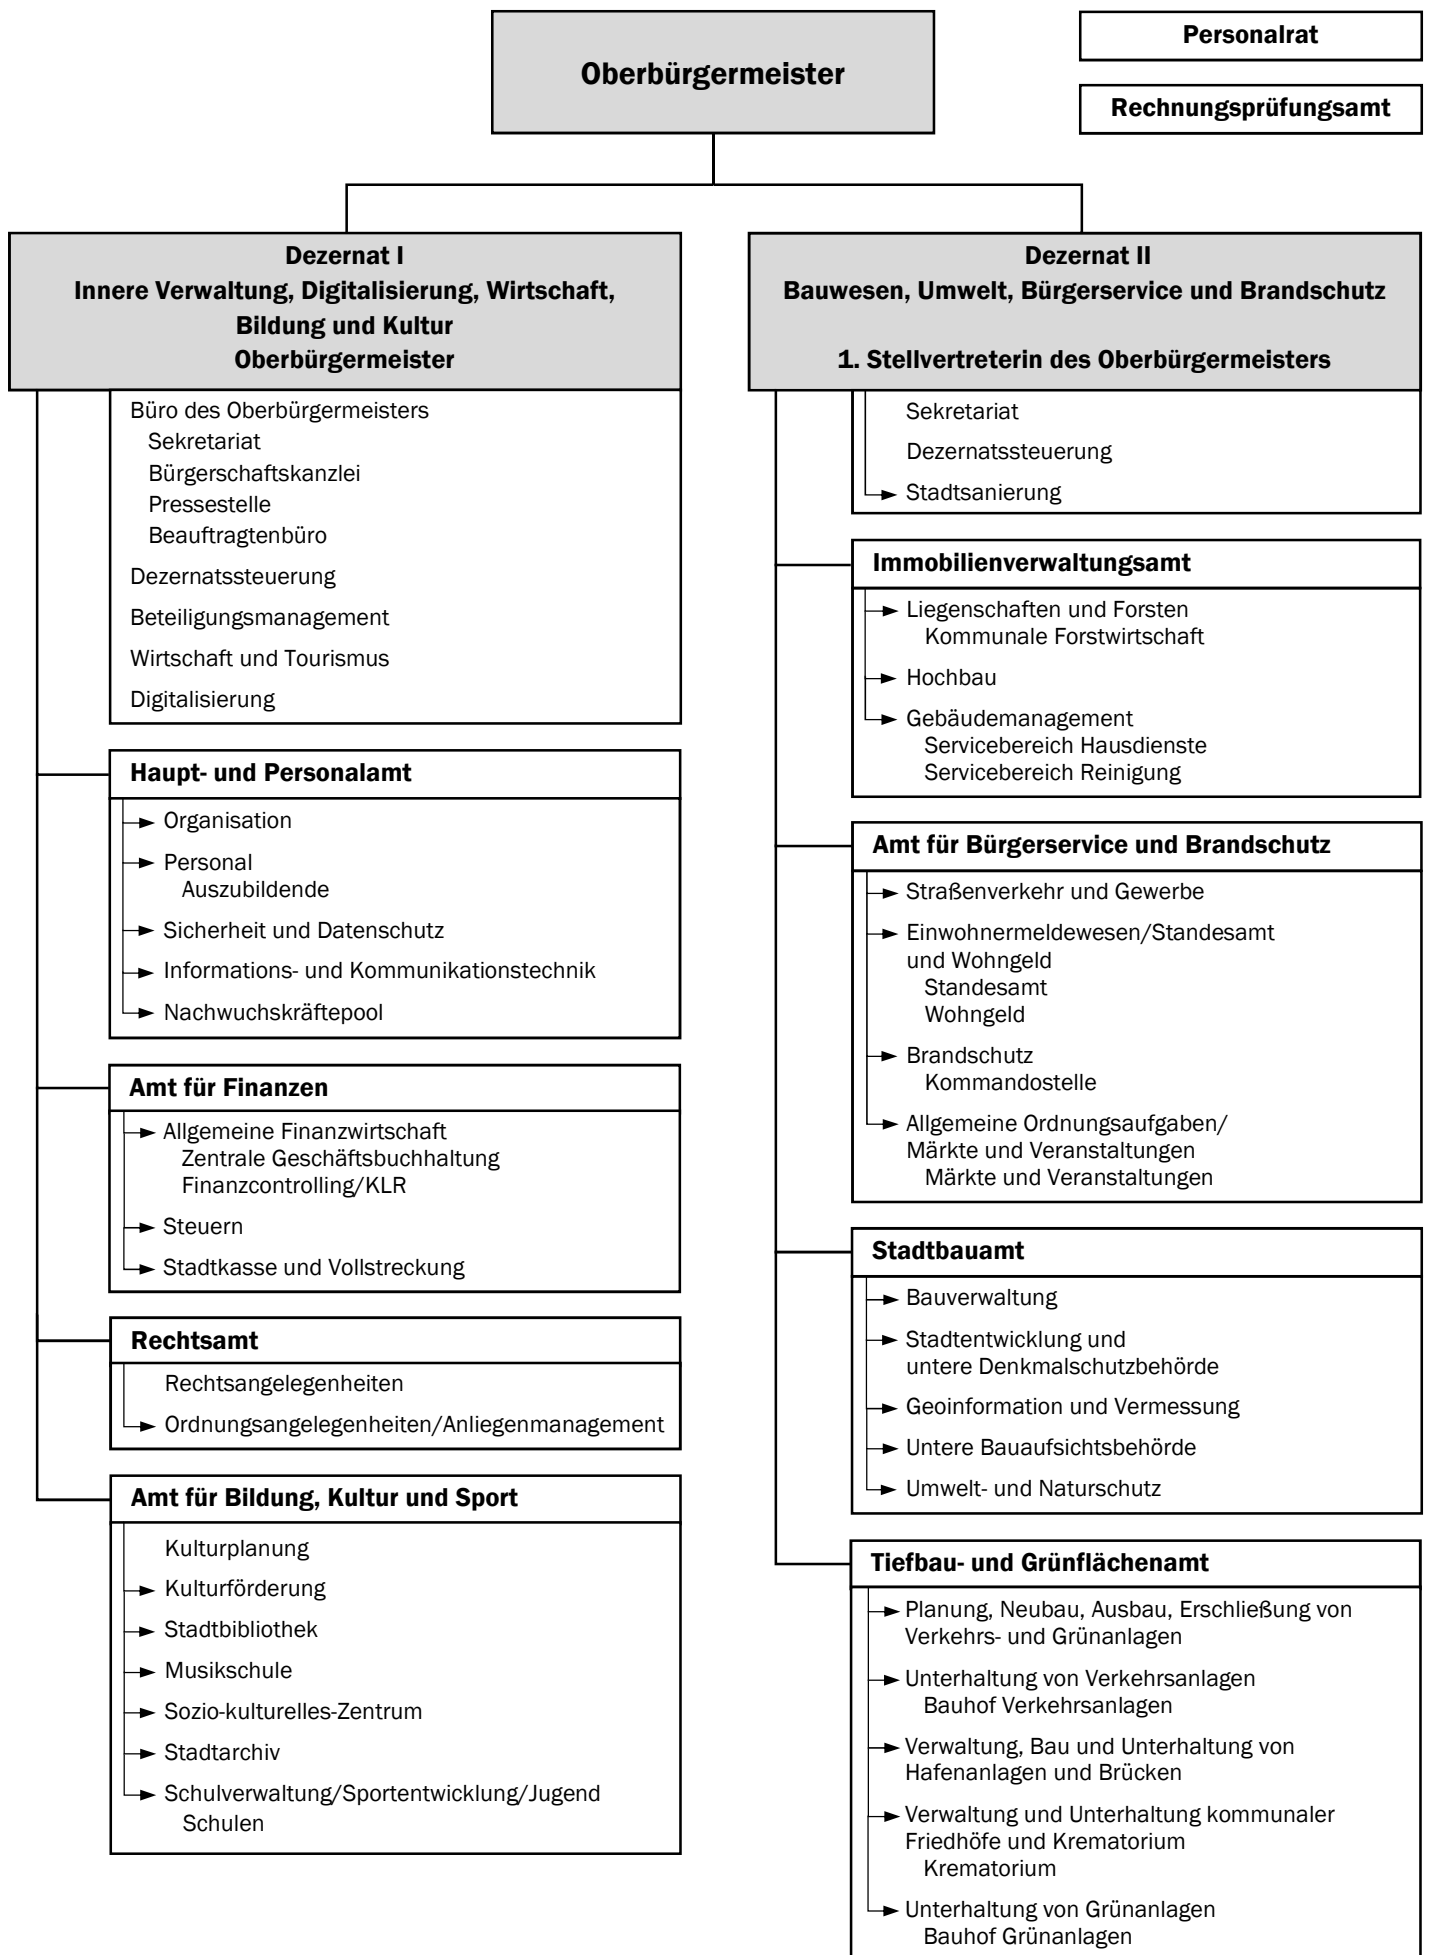 Oberbürgermeister
Personalrat
Rechnungsprüfungsamt
Dezernat I
Innere Verwaltung, Digitalisierung, Wirtschaft,
Bildung und Kultur
Oberbürgermeister
Büro des Oberbürgermeisters
Sekretariat
Bürgerschaftskanzlei
Pressestelle
Beauftragtenbüro
Dezernatssteuerung
Beteiligungsmanagement
Wirtschaft und Tourismus
Digitalisierung
Haupt- und Personalamt
Organisation
Personal
Auszubildende
Sicherheit und Datenschutz
Informations- und Kommunikationstechnik
Nachwuchskräftepool
Amt für Finanzen
Allgemeine Finanzwirtschaft
Zentrale Geschäftsbuchhaltung
Finanzcontrolling/KLR
Steuern
Stadtkasse und Vollstreckung
Rechtsamt
Rechtsangelegenheiten
Ordnungsangelegenheiten/Anliegenmanagement
Amt für Bildung, Kultur und Sport
Kulturplanung
Kulturförderung
Stadtbibliothek
Musikschule
Sozio-kulturelles-Zentrum
Stadtarchiv
Schulverwaltung/Sportentwicklung/Jugend
Schulen
Dezernat II
Bauwesen, Umwelt, Bürgerservice und Brandschutz
1. Stellvertreterin des Oberbürgermeisters
Sekretariat
Dezernatssteuerung
Stadtsanierung
Immobilienverwaltungsamt
Liegenschaften und Forsten
Kommunale Forstwirtschaft
Hochbau
Gebäudemanagement
Servicebereich Hausdienste
Servicebereich Reinigung
Amt für Bürgerservice und Brandschutz
Straßenverkehr und Gewerbe
Einwohnermeldewesen/Standesamt
und Wohngeld
Standesamt
Wohngeld
Brandschutz
Kommandostelle
Allgemeine Ordnungsaufgaben/
Märkte und Veranstaltungen
Märkte und Veranstaltungen
Stadtbauamt
Bauverwaltung
Stadtentwicklung und
untere Denkmalschutzbehörde
Geoinformation und Vermessung
Untere Bauaufsichtsbehörde
Umwelt- und Naturschutz
Tiefbau- und Grünflächenamt
Planung, Neubau, Ausbau, Erschließung von
Verkehrs- und Grünanlagen
Unterhaltung von Verkehrsanlagen
Bauhof Verkehrsanlagen
Verwaltung, Bau und Unterhaltung von
Hafenanlagen und Brücken
Verwaltung und Unterhaltung kommunaler
Friedhöfe und Krematorium
Krematorium
Unterhaltung von Grünanlagen
Bauhof Grünanlagen